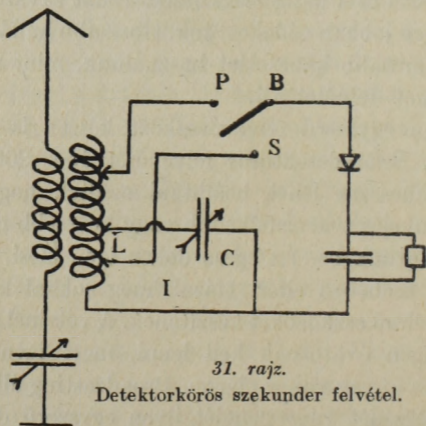 P B
S
L
C
I
31. rajz.
Detektorkörös szekunder felvétel.